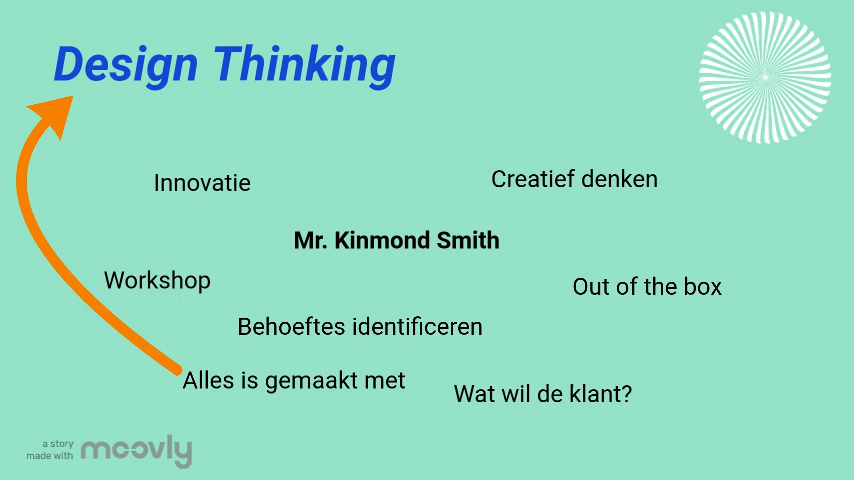 Design Thinking
Innovatie
Creatief denken
Mr. Kinmond Smith
Workshop
Out of the box
Behoeftes identificeren
Alles is gemaakt met
Wat wil de klant?
a story
made with
moovly